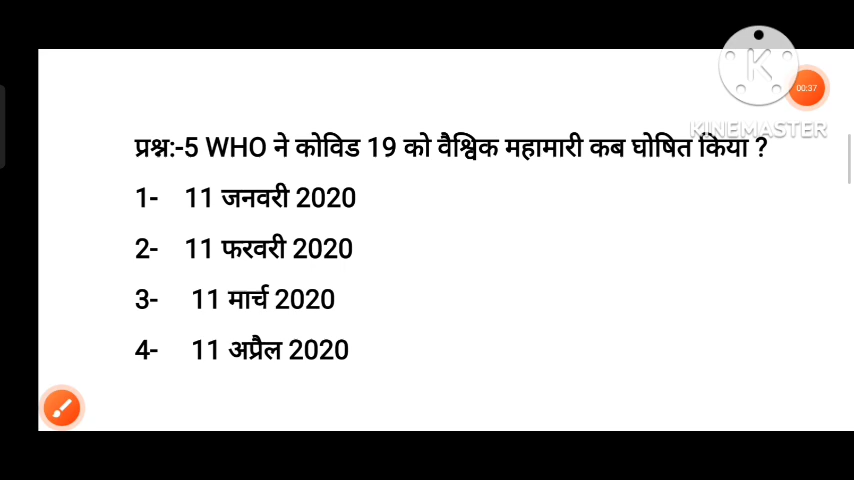 K
00:37
KINEMASTER
प्रश्न:-5 WHO ने कोविड 19 को वैश्विक महामारी कब घोषित किया ?
1- 11 जनवरी 2020
2- 11 फरवरी 2020
3- 11 मार्च 2020
4- 11 अप्रैल 2020